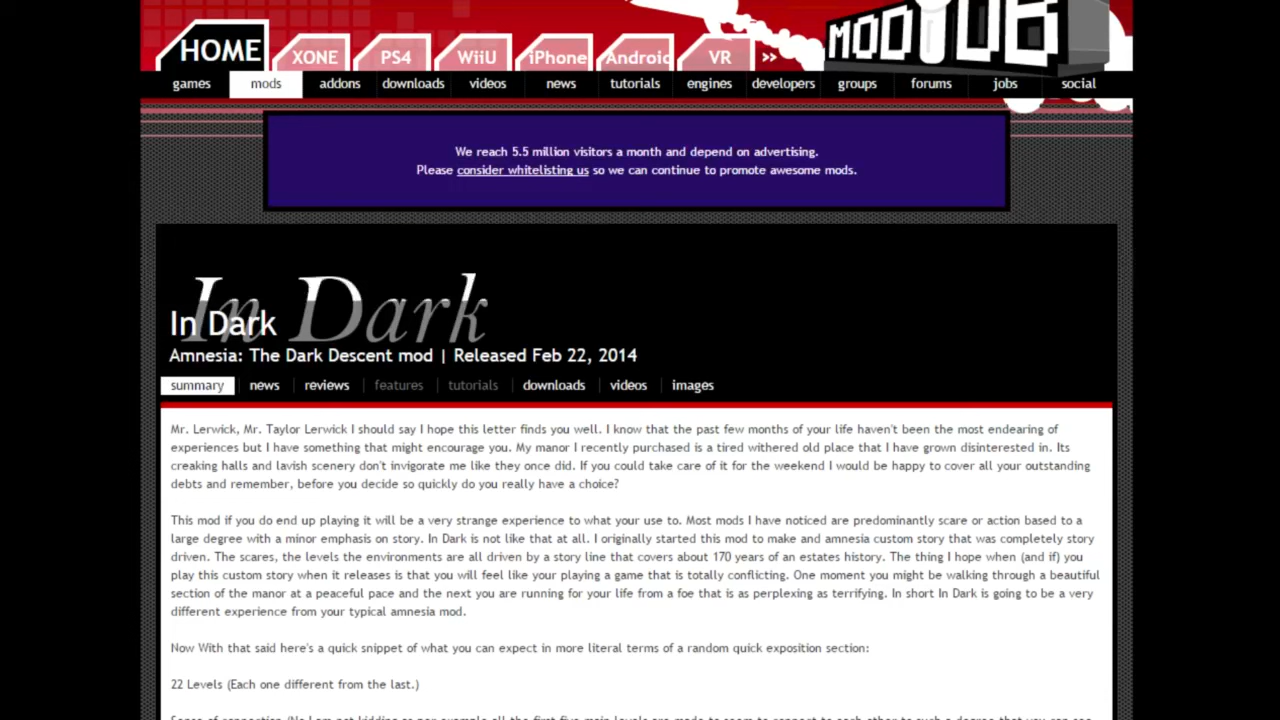 MODDB
HOME XONE PS4 WiiU iPhone Android VR »
games mods addons downloads videos news tutorials engines developers groups forums jobs social
We reach 5.5 million visitors a month and depend on advertising.
Please consider whitelisting us so we can continue to promote awesome mods.
In Dark
In Dark
Amnesia: The Dark Descent mod | Released Feb 22, 2014
summary news reviews features tutorials downloads videos images
Mr. Lerwick, Mr. Taylor Lerwick I should say I hope this letter finds you well. I know that the past few months of your life haven't been the most endearing of
experiences but I have something that might encourage you. My manor I recently purchased is a tired withered old place that I have grown disinterested in. Its
creaking halls and lavish scenery don't invigorate me like they once did. If you could take care of it for the weekend I would be happy to cover all your outstanding
debts and remember, before you decide so quickly do you really have a choice?
This mod if you do end up playing it will be a very strange experience to what your use to. Most mods I have noticed are predominantly scare or action based to a
large degree with a minor emphasis on story. In Dark is not like that at all. I originally started this mod to make and amnesia custom story that was completely story
driven. The scares, the levels the environments are all driven by a story line that covers about 170 years of an estates history. The thing I hope when (and if) you
play this custom story when it releases is that you will feel like your playing a game that is totally conflicting. One moment you might be walking through a beautiful
section of the manor at a peaceful pace and the next you are running for your life from a foe that is as perplexing as terrifying. In short In Dark is going to be a very
different experience from your typical amnesia mod.
Now With that said here's a quick snippet of what you can expect in more literal terms of a random quick exposition section:
22 Levels (Each one different from the last.)